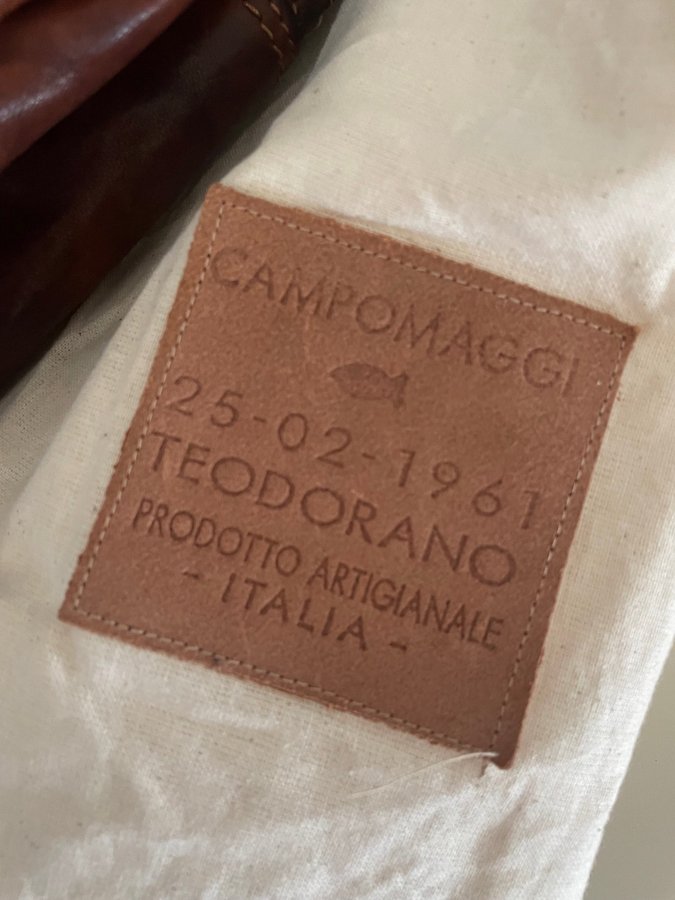 CAMPOMAGGI
25-02-1961
TEODORANO
PRODOTTO ARTIGIANALE
- ITALIA -